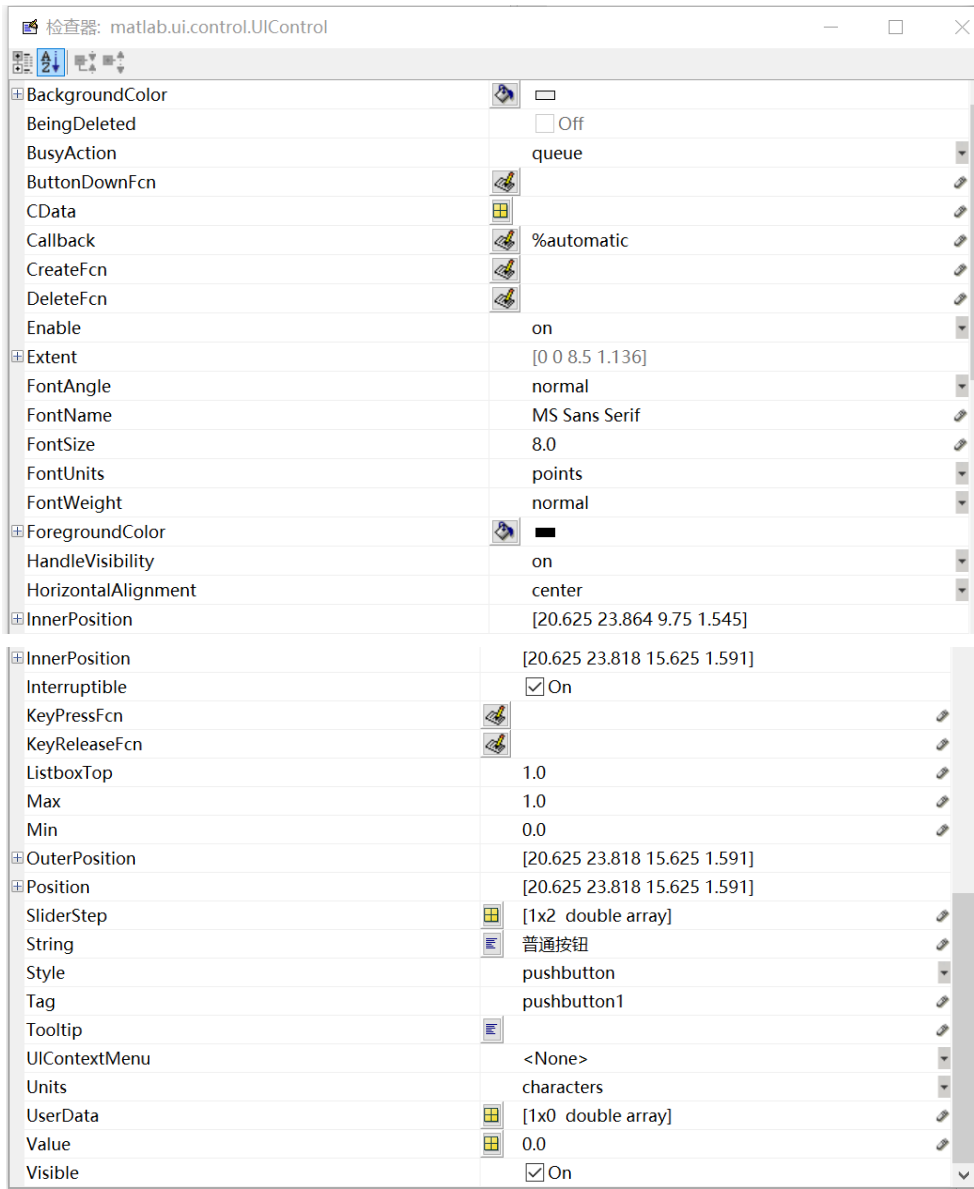 检查器: matlab.ui.control.UIControl
BackgroundColor
BeingDeleted Off
BusyAction queue
ButtonDownFcn
CData
Callback %automatic
CreateFcn
DeleteFcn
Enable on
Extent [0 0 8.5 1.136]
FontAngle normal
FontName MS Sans Serif
FontSize 8.0
FontUnits points
FontWeight normal
ForegroundColor
HandleVisibility on
HorizontalAlignment center
InnerPosition [20.625 23.864 9.75 1.545]
InnerPosition [20.625 23.818 15.625 1.591]
Interruptible On
KeyPressFcn
KeyReleaseFcn
ListboxTop 1.0
Max 1.0
Min 0.0
OuterPosition [20.625 23.818 15.625 1.591]
Position [20.625 23.818 15.625 1.591]
SliderStep [1x2 double array]
String 普通按钮
Style pushbutton
Tag pushbutton1
Tooltip
UIContextMenu <None>
Units characters
UserData [1x0 double array]
Value 0.0
Visible On